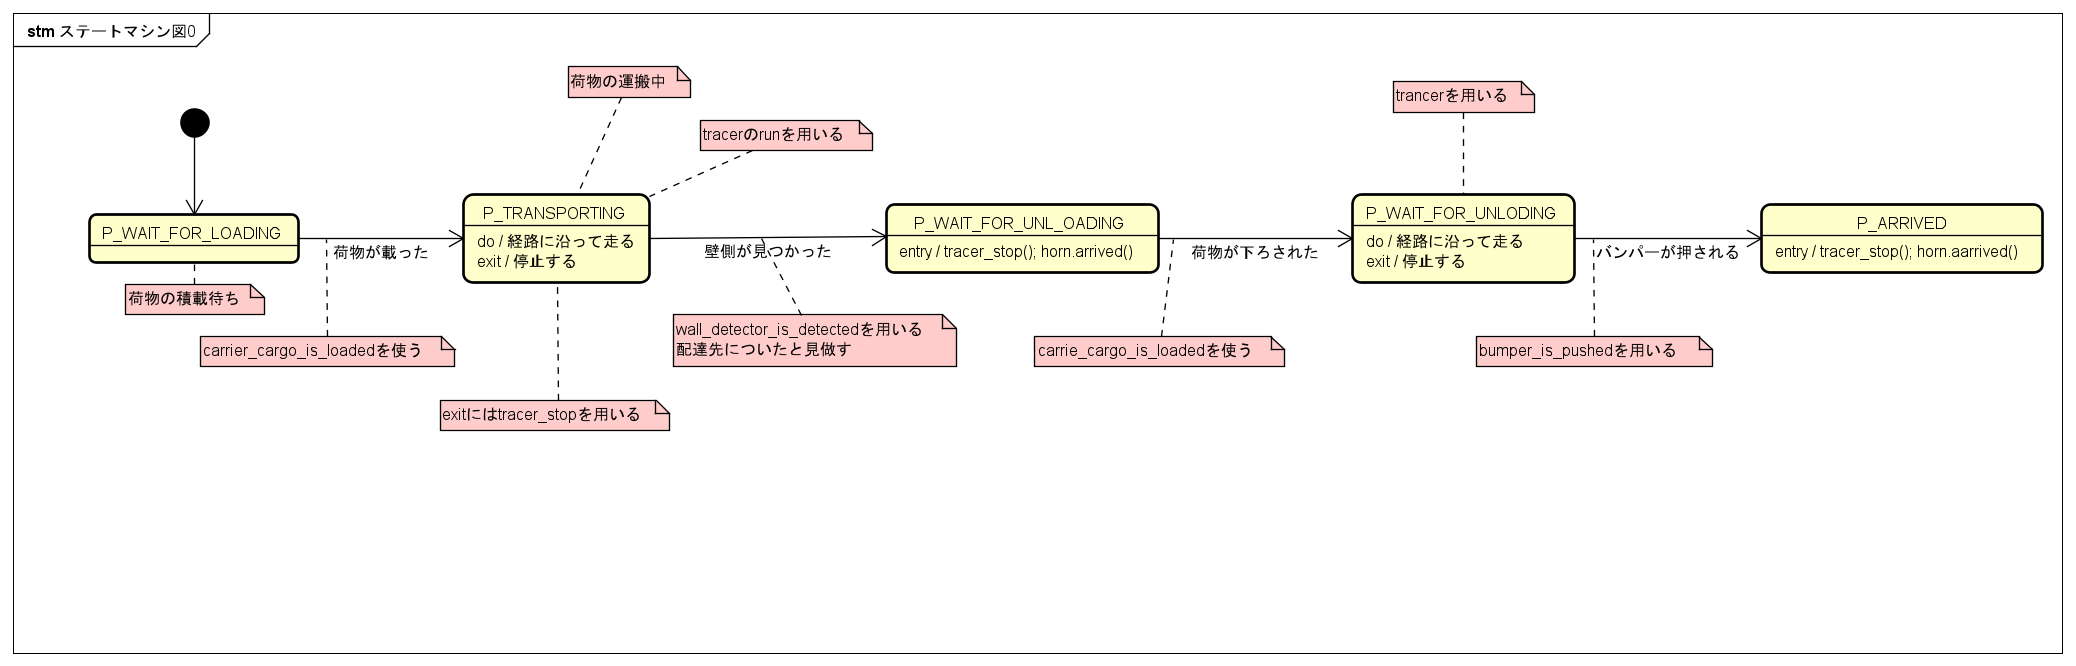 stm ステートマシン図0
荷物の運搬中
trancerを用いる
tracerのrunを用いる
P_WAIT_FOR_LOADING
荷物が載った
P_TRANSPORTING
do / 経路に沿って走る
exit / 停止する
壁側が見つかった
P_WAIT_FOR_UNL_OADING
entry / tracer_stop(); horn.arrived()
荷物が下ろされた
P_WAIT_FOR_UNLODING
do / 経路に沿って走る
exit / 停止する
バンパーが押される
P_ARRIVED
entry / tracer_stop(); horn.aarrived()
荷物の積載待ち
carrier_cargo_is_loadedを使う
wall_detector_is_detectedを用いる
配達先についたと見做す
carrie_cargo_is_loadedを使う
bumper_is_pushedを用いる
exitにはtracer_stopを用いる